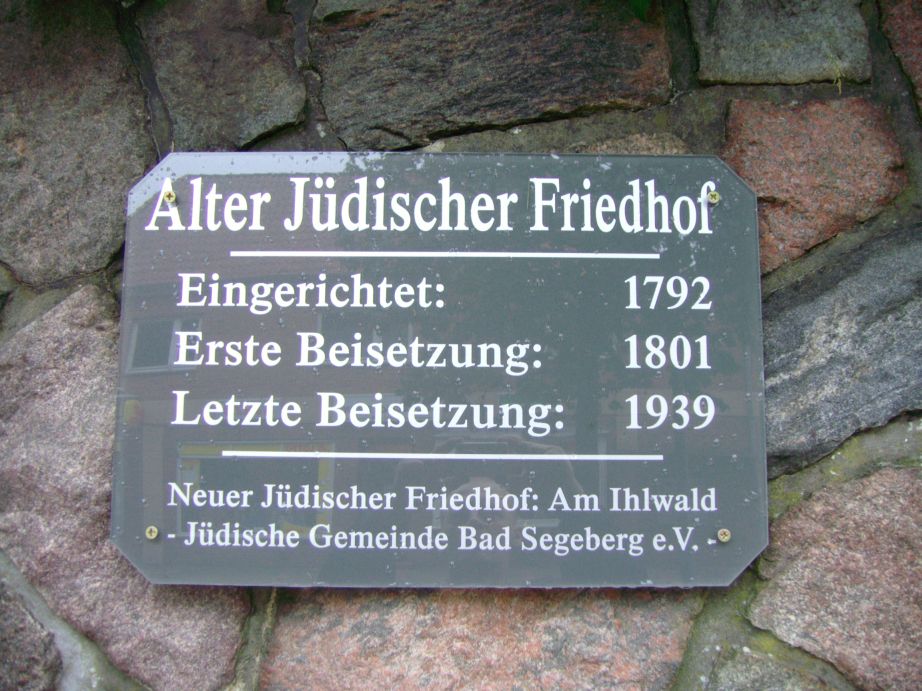 Alter Jüdischer Friedhof
Eingerichtet: 1792
Erste Beisetzung: 1801
Letzte Beisetzung: 1939
Neuer Jüdischer Friedhof: Am Ihlwald
- Jüdische Gemeinde Bad Segeberg e.V. -